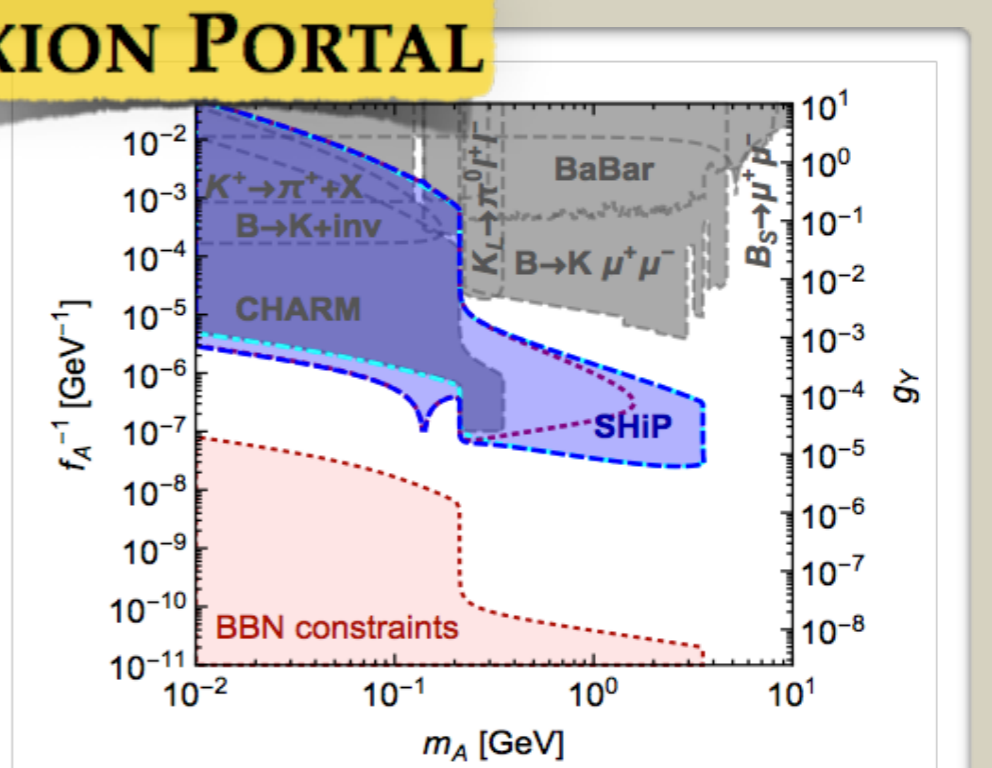 XION PORTAL
10⁻²
10⁻³
10⁻⁴
10⁻⁵
10⁻⁶
10⁻⁷
10⁻⁸
10⁻⁹
10⁻¹⁰
10⁻¹¹
f_A⁻¹ [GeV⁻¹]
K⁺→π⁺+X
B→K+inv
CHARM
K_L→π⁰l⁺l⁻
BaBar
B→K μ⁺μ⁻
B_S→μ⁺μ⁻
SHiP
BBN constraints
10¹
10⁰
10⁻¹
10⁻²
10⁻³
10⁻⁴
10⁻⁵
10⁻⁶
10⁻⁷
10⁻⁸
g_Y
10⁻²
10⁻¹
10⁰
10¹
m_A [GeV]